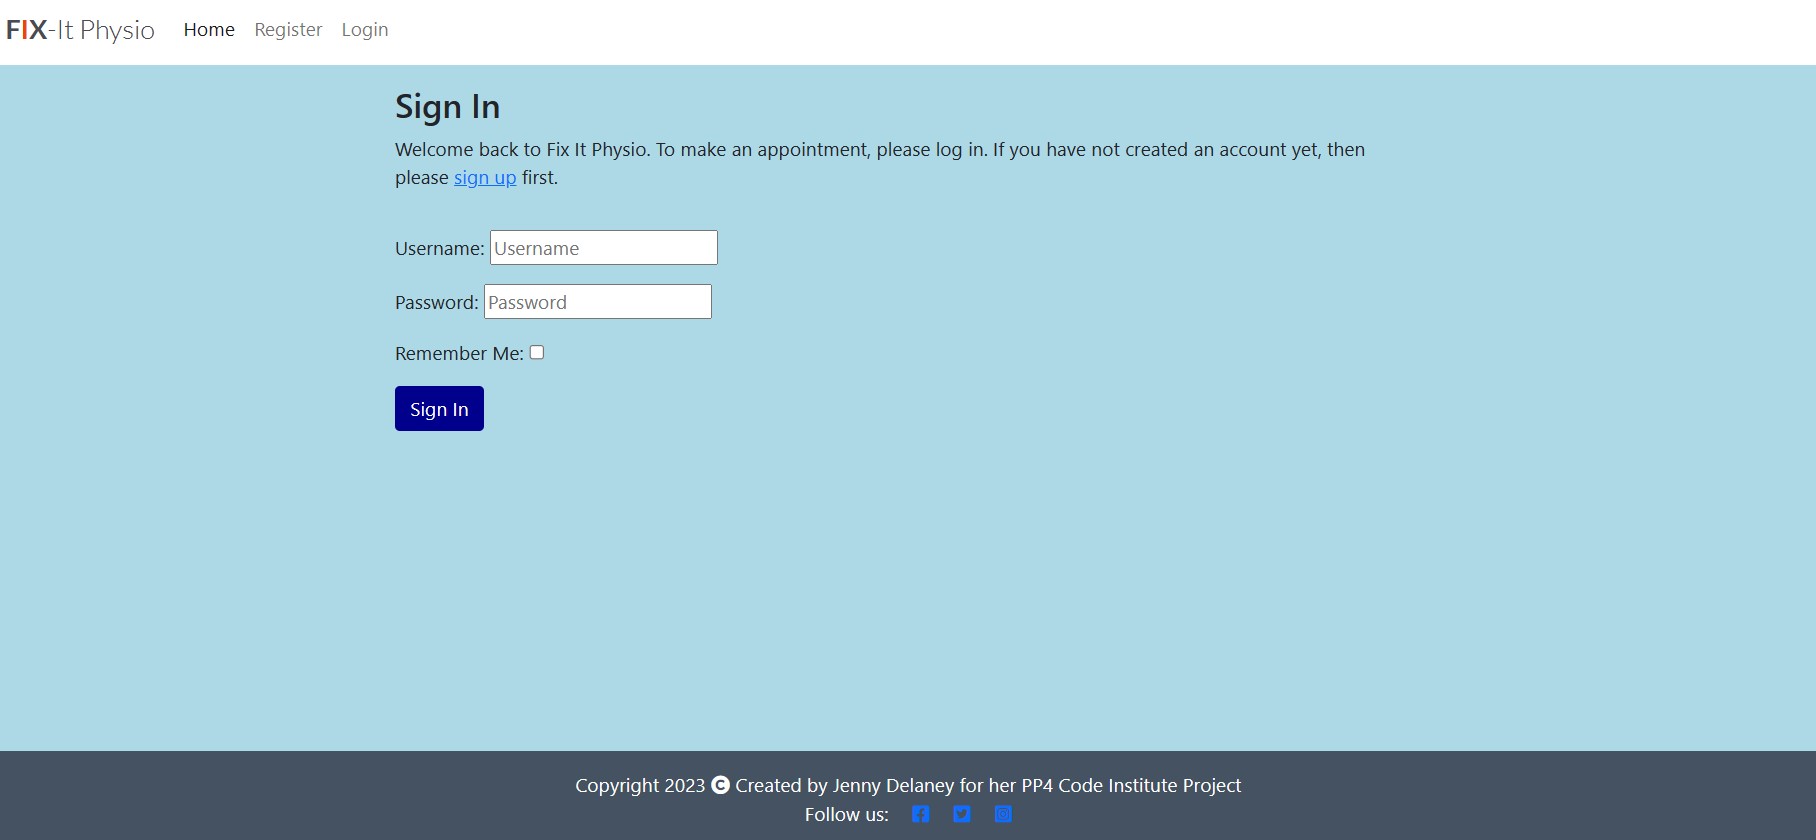 FIX-It Physio Home Register Login
Sign In
Welcome back to Fix It Physio. To make an appointment, please log in. If you have not created an account yet, then
please sign up first.
Username: Username
Password: Password
Remember Me:
Sign In
Copyright 2023 C Created by Jenny Delaney for her PP4 Code Institute Project
Follow us: